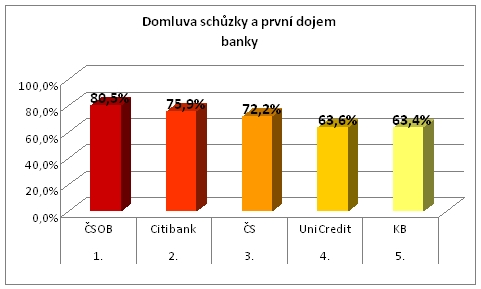 Domluva schůzky a první dojem
banky
100,0%
80,0%
60,0%
40,0%
20,0%
0,0%
80,5%
75,9%
72,2%
63,6%
63,4%
ČSOB
Citibank
ČS
UniCredit
KB
1.
2.
3.
4.
5.